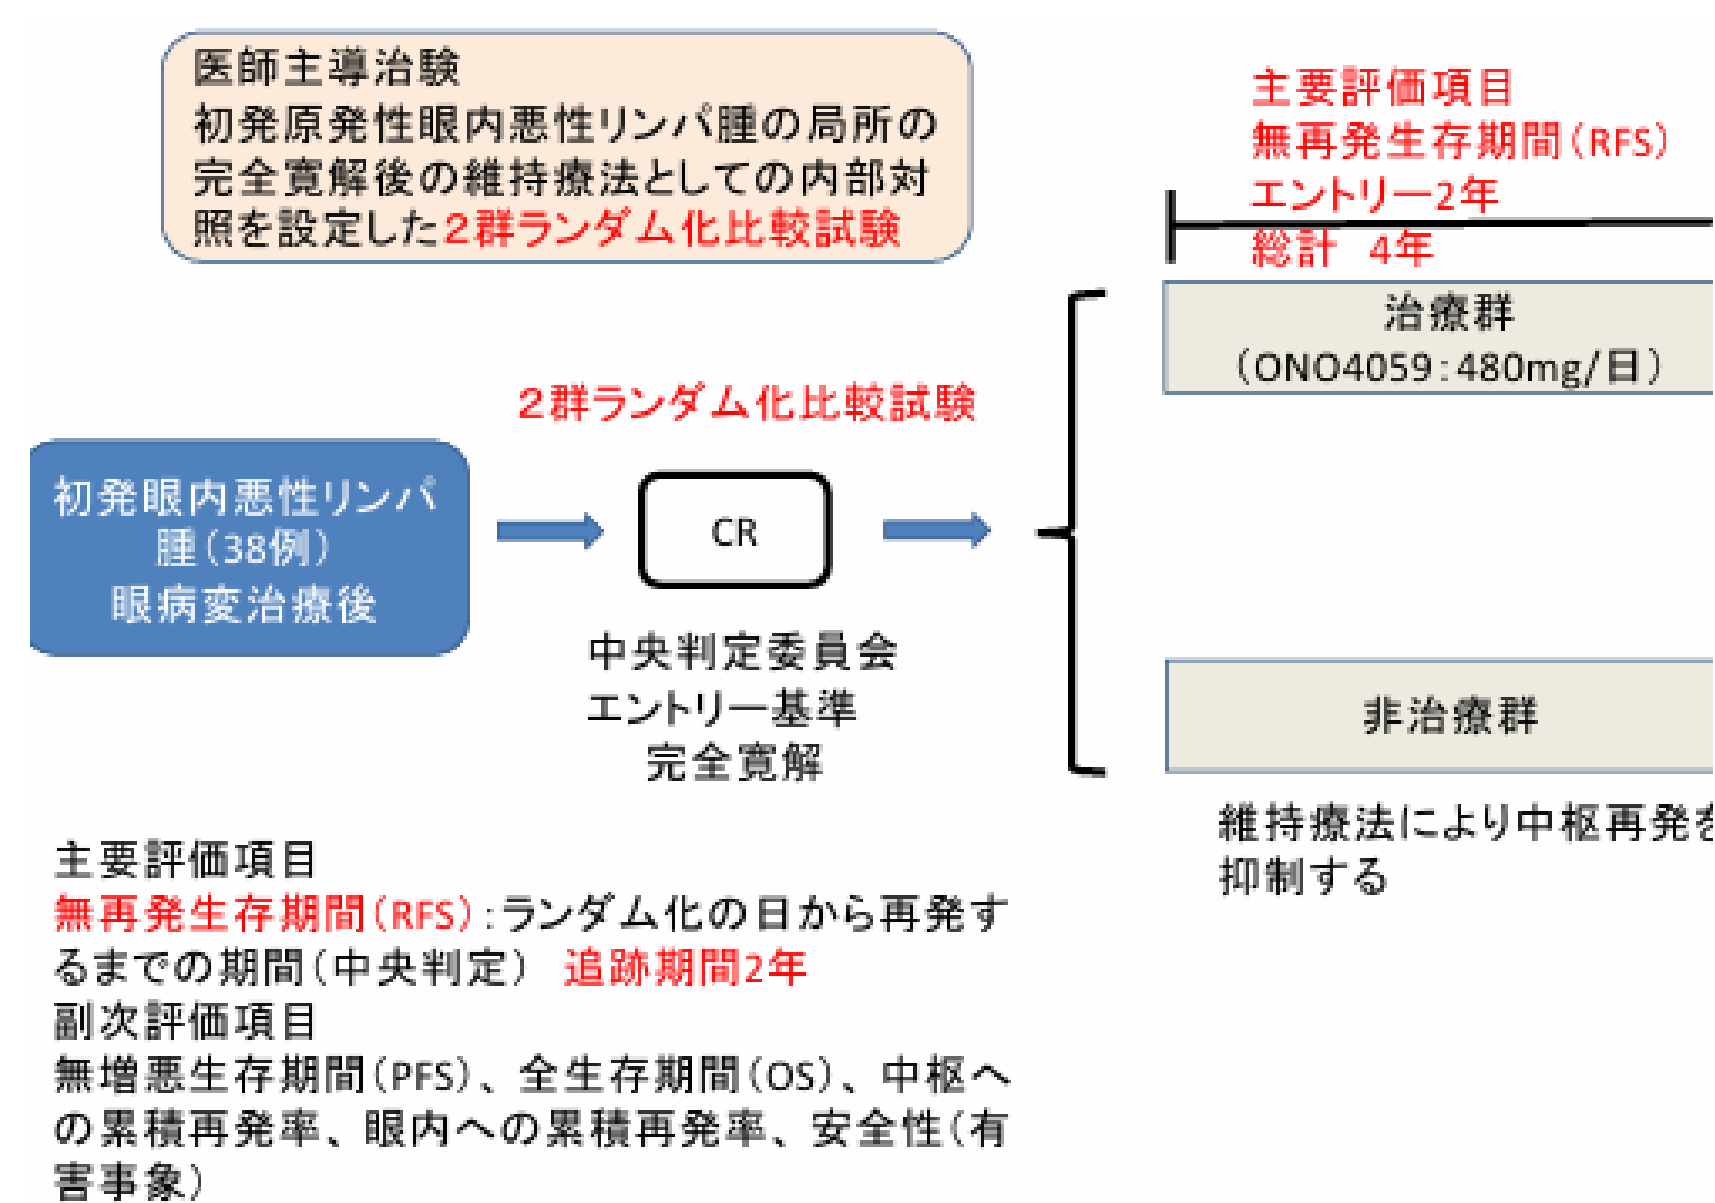 医師主導治験
初発原発性眼内悪性リンパ腫の局所の
完全寛解後の維持療法としての内部対
照を設定した2群ランダム化比較試験
主要評価項目
無再発生存期間(RFS)
エントリー2年
総計 4年
治療群
(ONO4059:480mg/日)
2群ランダム化比較試験
初発眼内悪性リンパ
腫(38例)
眼病変治療後
CR
中央判定委員会
エントリー基準
完全寛解
非治療群
維持療法により中枢再発を
抑制する
主要評価項目
無再発生存期間(RFS):ランダム化の日から再発す
るまでの期間(中央判定) 追跡期間2年
副次評価項目
無増悪生存期間(PFS)、全生存期間(OS)、中枢へ
の累積再発率、眼内への累積再発率、安全性(有
害事象)